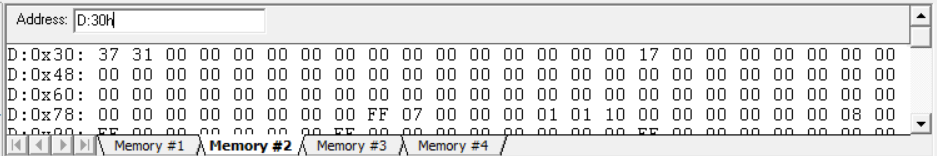 Address: D:30h
D:0x30: 37 31 00 00 00 00 00 00 00 00 00 00 00 00 00 00 17 00 00 00 00 00 00 00
D:0x48: 00 00 00 00 00 00 00 00 00 00 00 00 00 00 00 00 00 00 00 00 00 00 00 00
D:0x60: 00 00 00 00 00 00 00 00 00 00 00 00 00 00 00 00 00 00 00 00 00 00 00 00
D:0x78: 00 00 00 00 00 00 00 00 FF 07 00 00 00 01 01 10 00 00 00 00 00 00 08 00
Memory #1 Memory #2 Memory #3 Memory #4